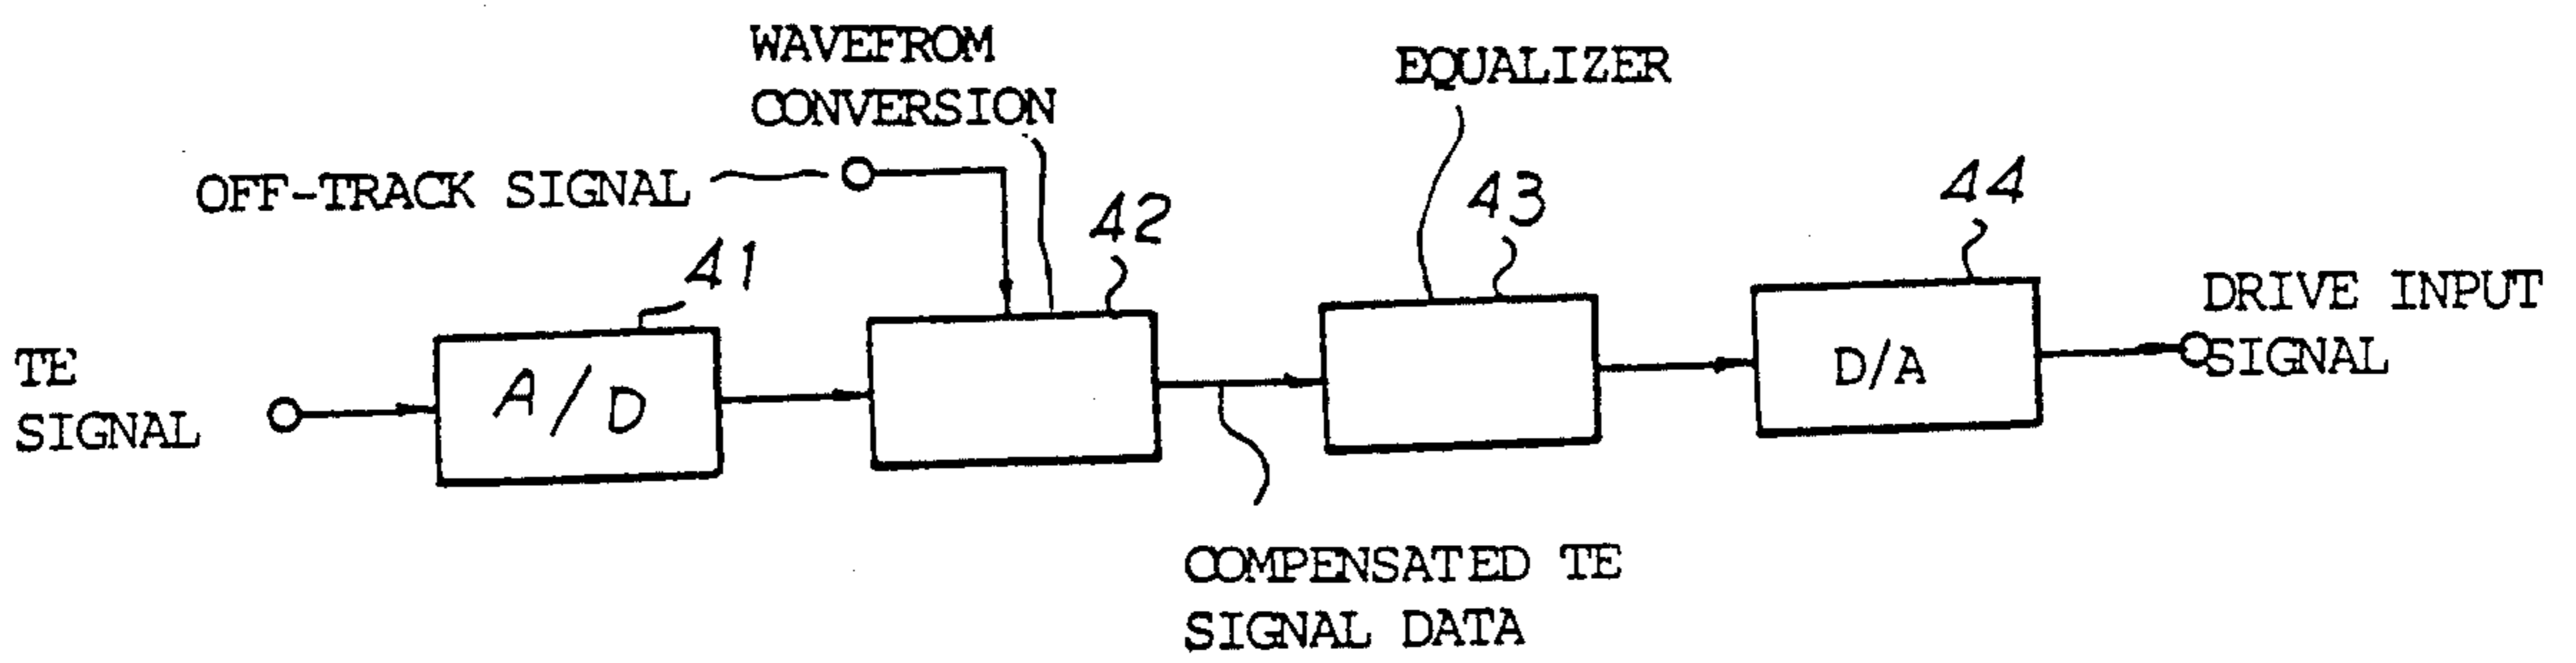 WAVEFROM
CONVERSION
EQUALIZER
OFF-TRACK SIGNAL
41
42
43
44
TE
SIGNAL
A/D
D/A
DRIVE INPUT
SIGNAL
COMPENSATED TE
SIGNAL DATA